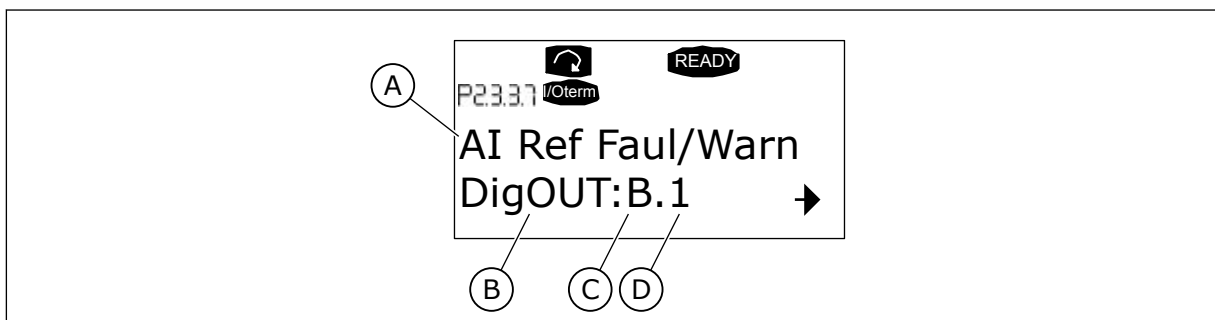 READY
A
P2.3.3.7 I/Oterm
AI Ref Faul/Warn
DigOUT:B.1
B C D